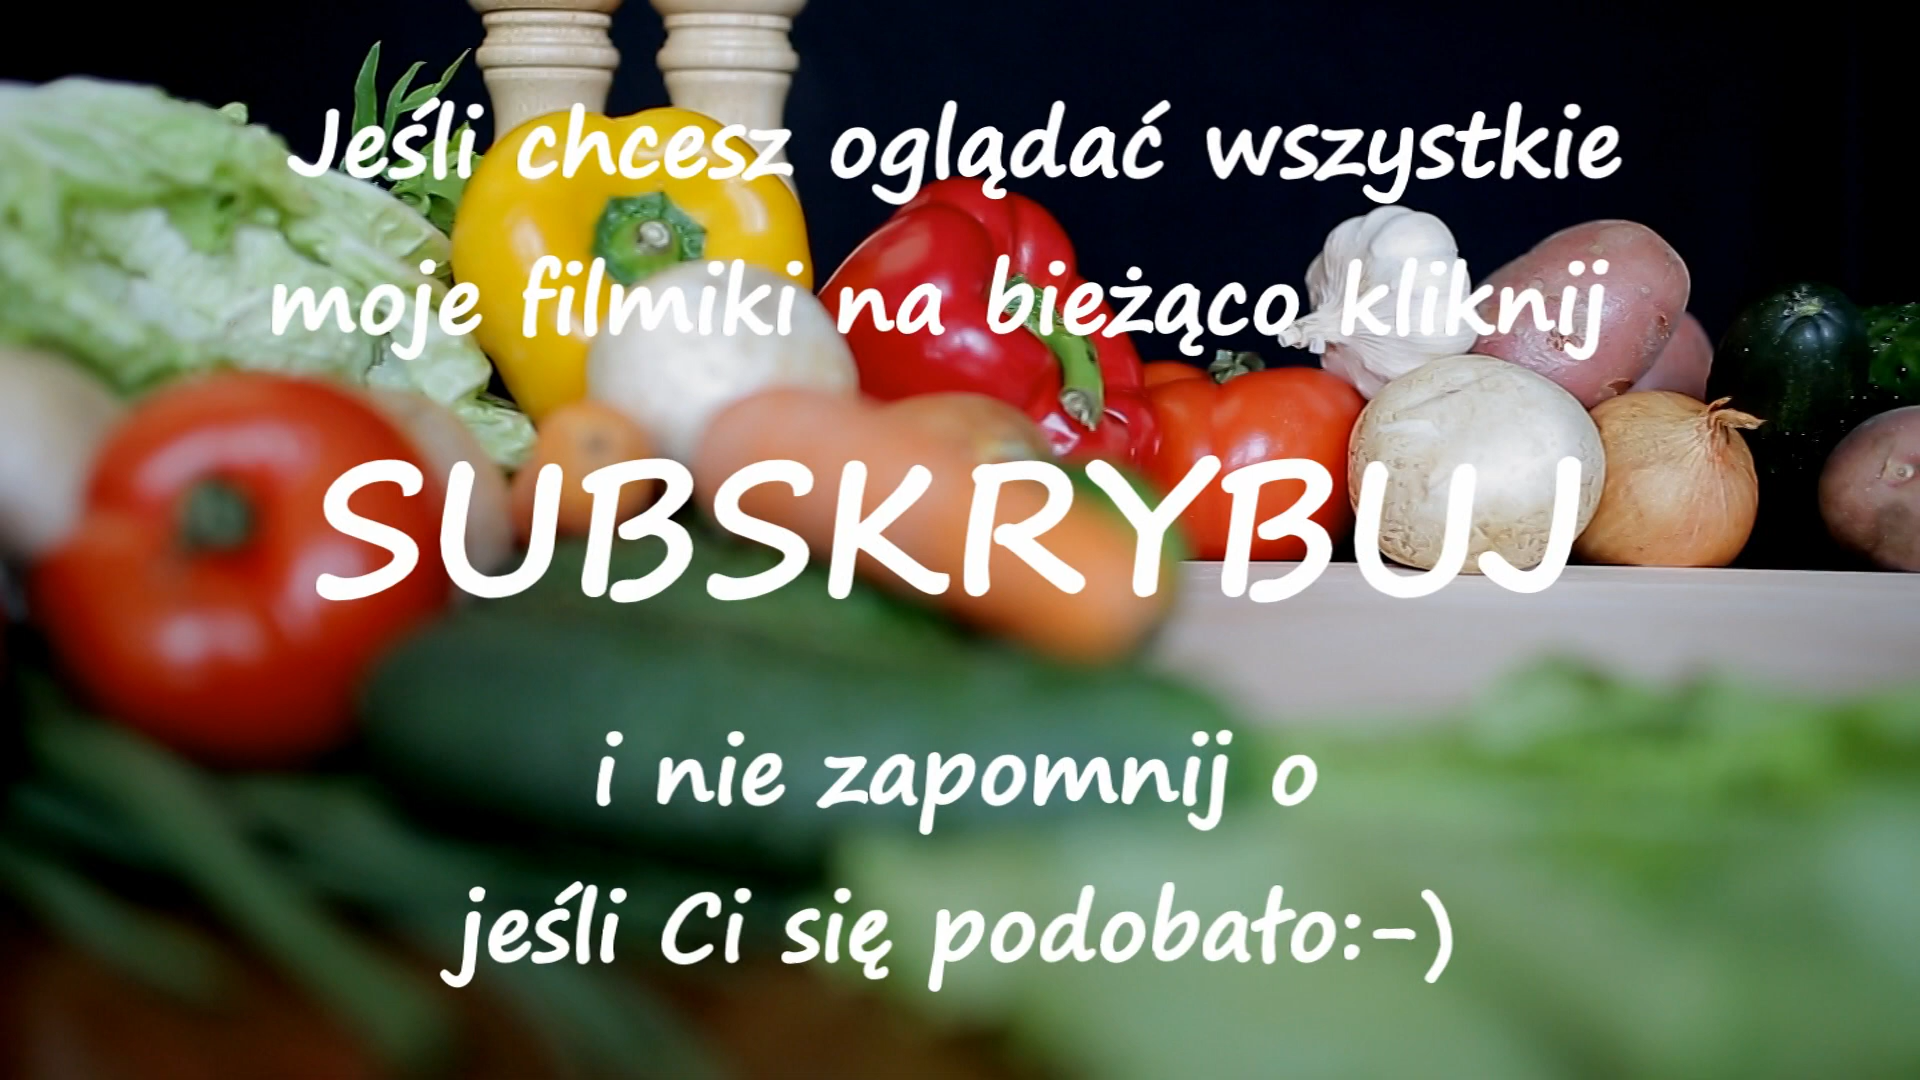 Jeśli chcesz oglądać wszystkie
moje filmiki na bieżąco kliknij
SUBSKRYBUJ
i nie zapomnij o
jeśli Ci się podobało:-)